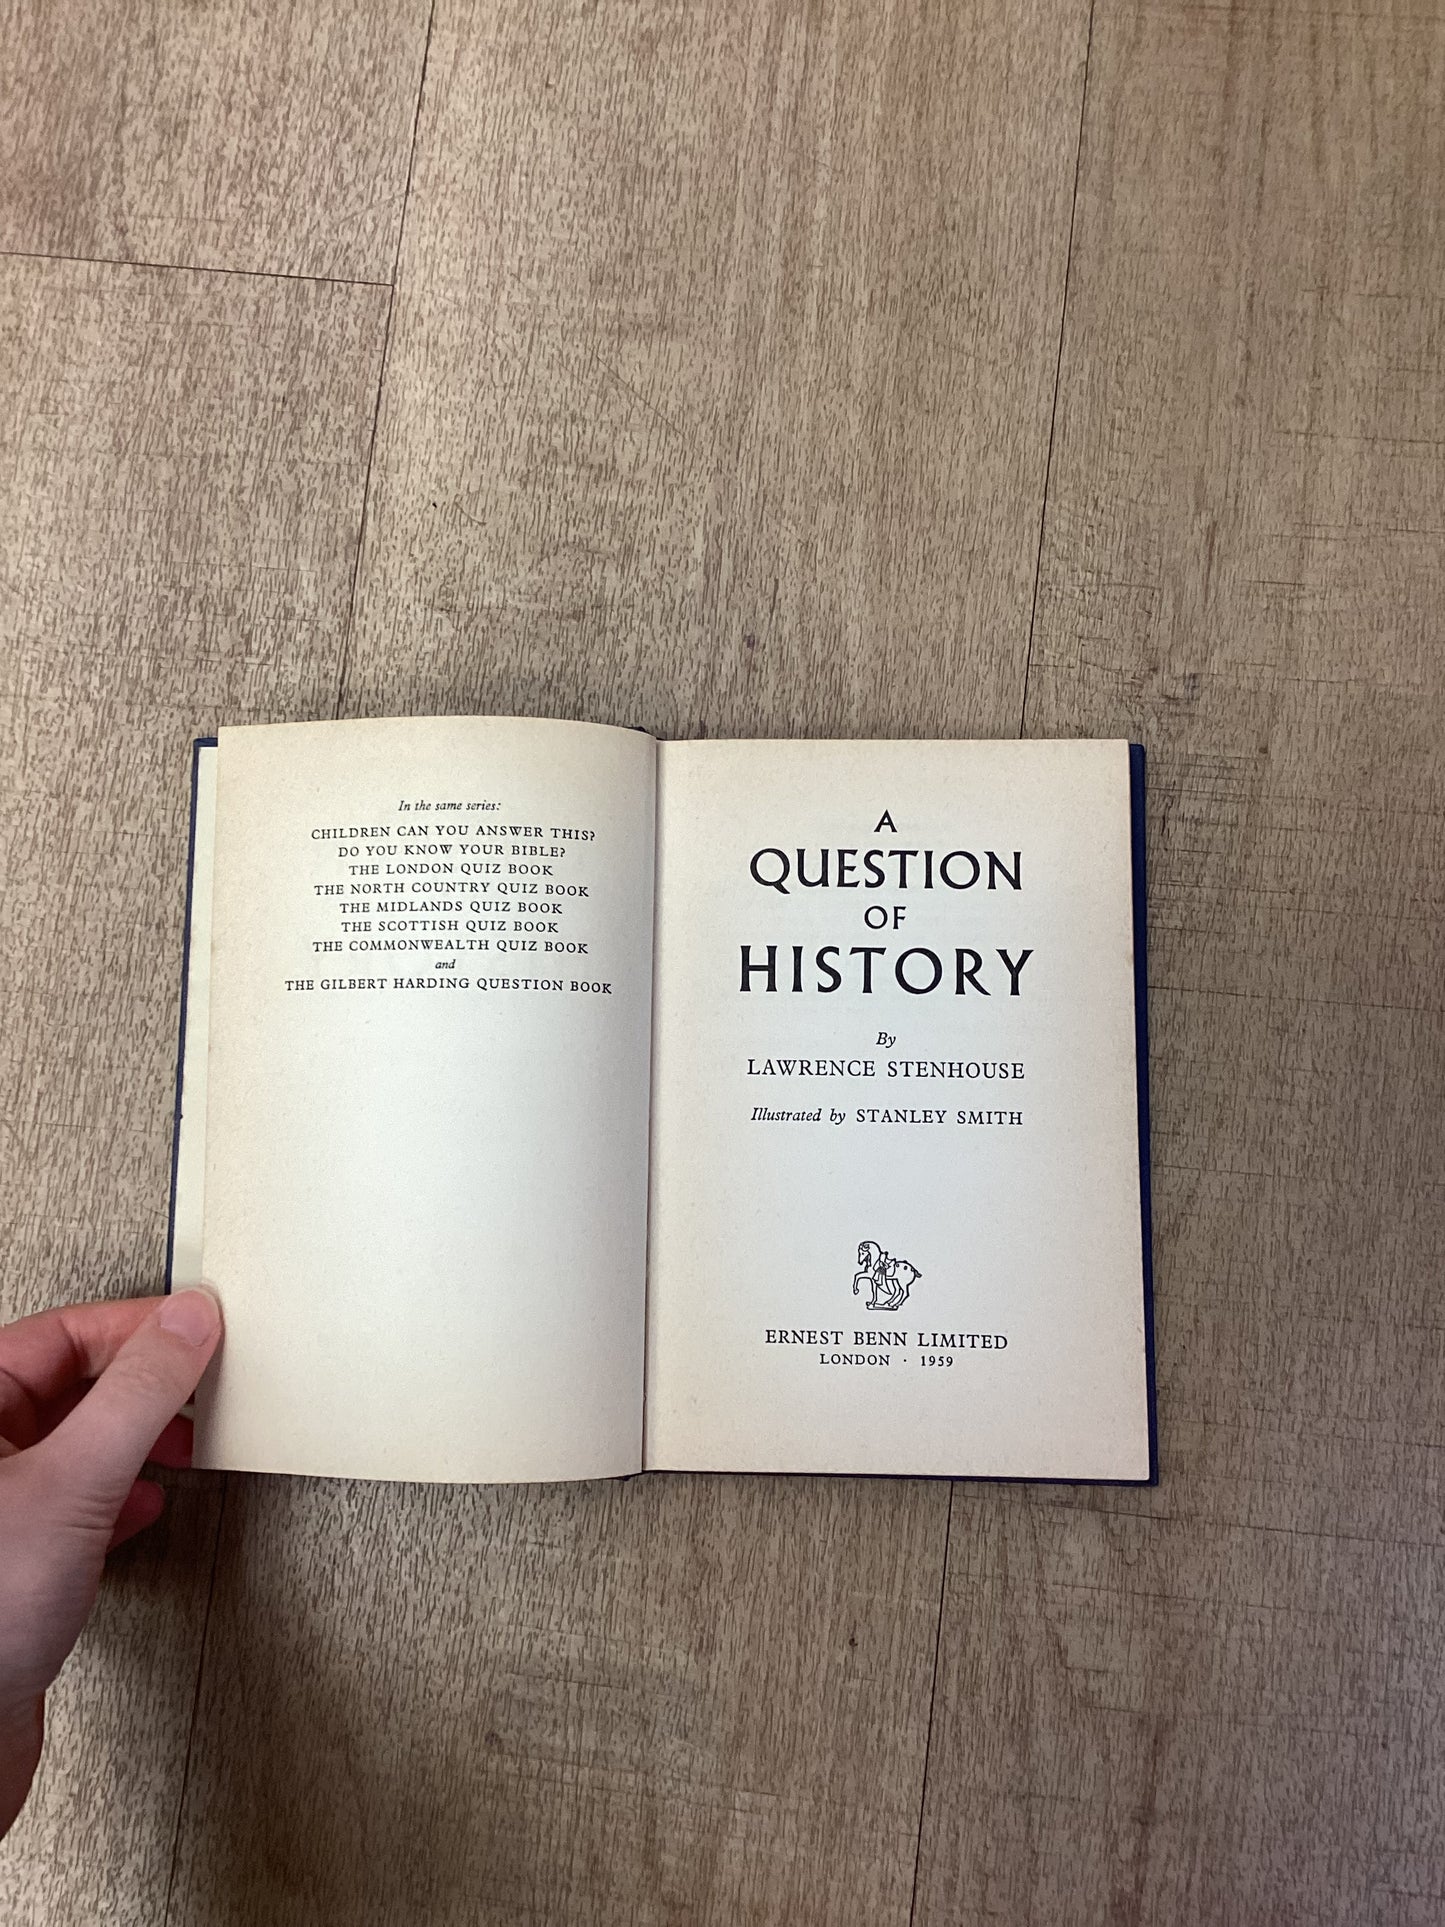 In the same series:
CHILDREN CAN YOU ANSWER THIS?
DO YOU KNOW YOUR BIBLE?
THE LONDON QUIZ BOOK
THE NORTH COUNTRY QUIZ BOOK
THE MIDLANDS QUIZ BOOK
THE SCOTTISH QUIZ BOOK
THE COMMONWEALTH QUIZ BOOK
and
THE GILBERT HARDING QUESTION BOOK
A
QUESTION
OF
HISTORY
By
LAWRENCE STENHOUSE
Illustrated by STANLEY SMITH
ERNEST BENN LIMITED
LONDON · 1959